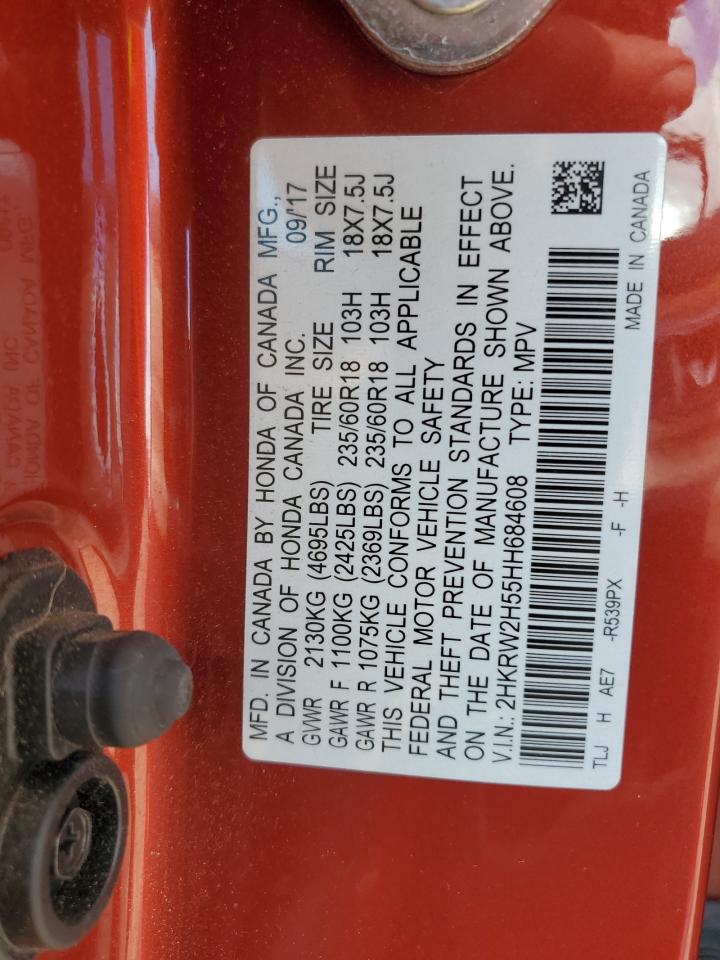 MFD. IN CANADA BY HONDA OF CANADA MFG.,
A DIVISION OF HONDA CANADA INC. 09/'17
GVWR 2130KG (4695LBS) TIRE SIZE RIM SIZE
GAWR F 1100KG (2425LBS) 235/60R18 103H 18X7.5J
GAWR R 1075KG (2369LBS) 235/60R18 103H 18X7.5J
THIS VEHICLE CONFORMS TO ALL APPLICABLE
FEDERAL MOTOR VEHICLE SAFETY
AND THEFT PREVENTION STANDARDS IN EFFECT
ON THE DATE OF MANUFACTURE SHOWN ABOVE.
V.I.N.: 2HKRW2H55HH684608 TYPE: MPV
TLJ H AE7 -R539PX -F -H MADE IN CANADA